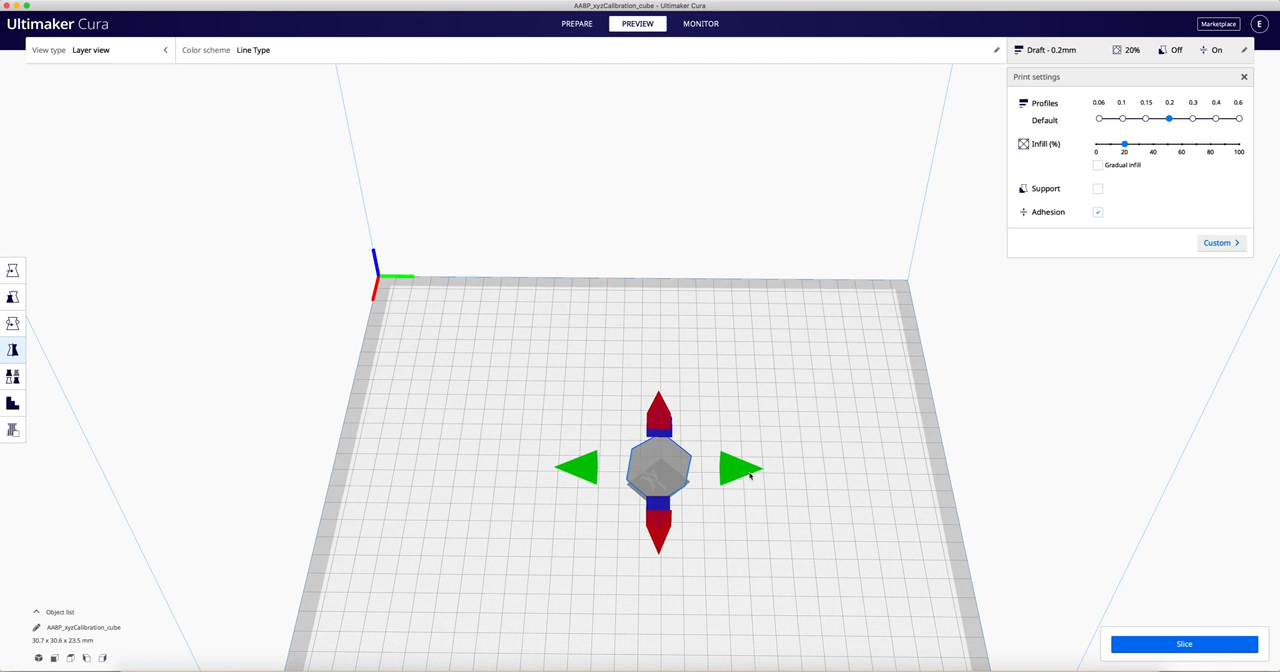 AA8P_xyzCalibration_cube - Ultimaker Cura
Ultimaker Cura
PREPARE
PREVIEW
MONITOR
Marketplace
E
View type Layer view
Color scheme Line Type
Draft - 0.2mm
20%
Off
On
Print settings
Profiles
0.06 0.1 0.15 0.2 0.3 0.4 0.6
Default
Infill (%)
0 20 40 60 80 100
Gradual infill
Support
Adhesion
Custom
Object list
AA8P_xyzCalibration_cube
30.7 x 30.6 x 23.5 mm
Slice